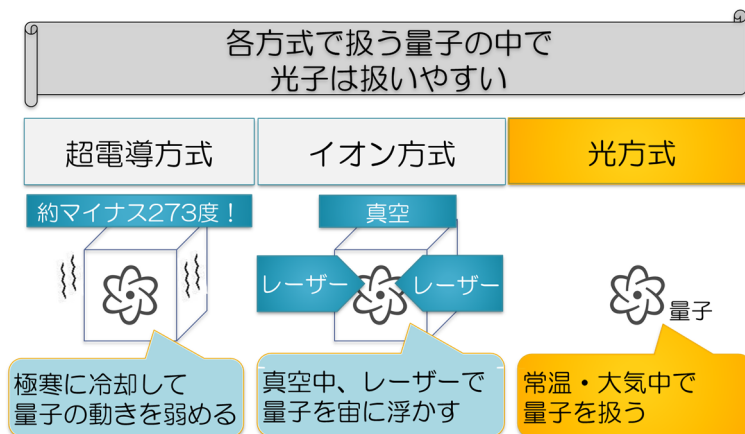 各方式で扱う量子の中で
光子は扱いやすい
超電導方式
イオン方式
光方式
約マイナス273度！
真空
レーザー
レーザー
量子
極寒に冷却して
量子の動きを弱める
真空中、レーザーで
量子を宙に浮かす
常温・大気中で
量子を扱う